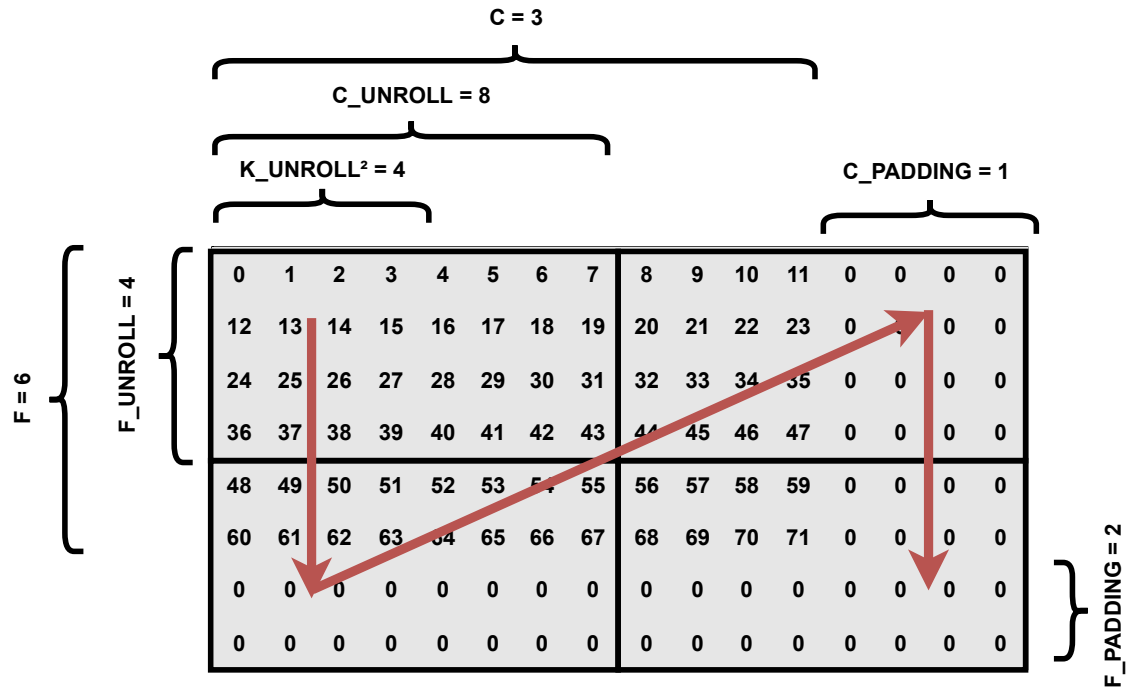 C = 3
C_UNROLL = 8
K_UNROLL² = 4
C_PADDING = 1
F = 6
F_UNROLL = 4
0 1 2 3 4 5 6 7 8 9 10 11 0 0 0 0
12 13 14 15 16 17 18 19 20 21 22 23 0 0 0
24 25 26 27 28 29 30 31 32 33 34 35 0 0 0 0
36 37 38 39 40 41 42 43 44 45 46 47 0 0 0 0
48 49 50 51 52 53 54 55 56 57 58 59 0 0 0 0
60 61 62 63 64 65 66 67 68 69 70 71 0 0 0 0
0 0 0 0 0 0 0 0 0 0 0 0 0 0 0 0
0 0 0 0 0 0 0 0 0 0 0 0 0 0 0 0
F_PADDING = 2